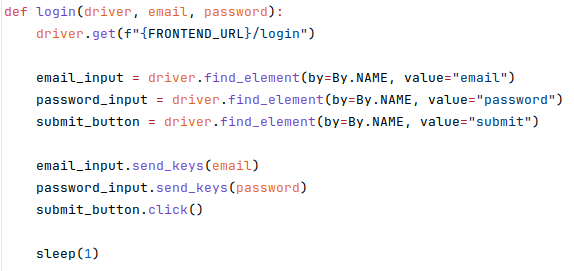 def login(driver, email, password):
    driver.get(f"{FRONTEND_URL}/login")
    email_input = driver.find_element(by=By.NAME, value="email")
    password_input = driver.find_element(by=By.NAME, value="password")
    submit_button = driver.find_element(by=By.NAME, value="submit")
    email_input.send_keys(email)
    password_input.send_keys(password)
    submit_button.click()
    sleep(1)